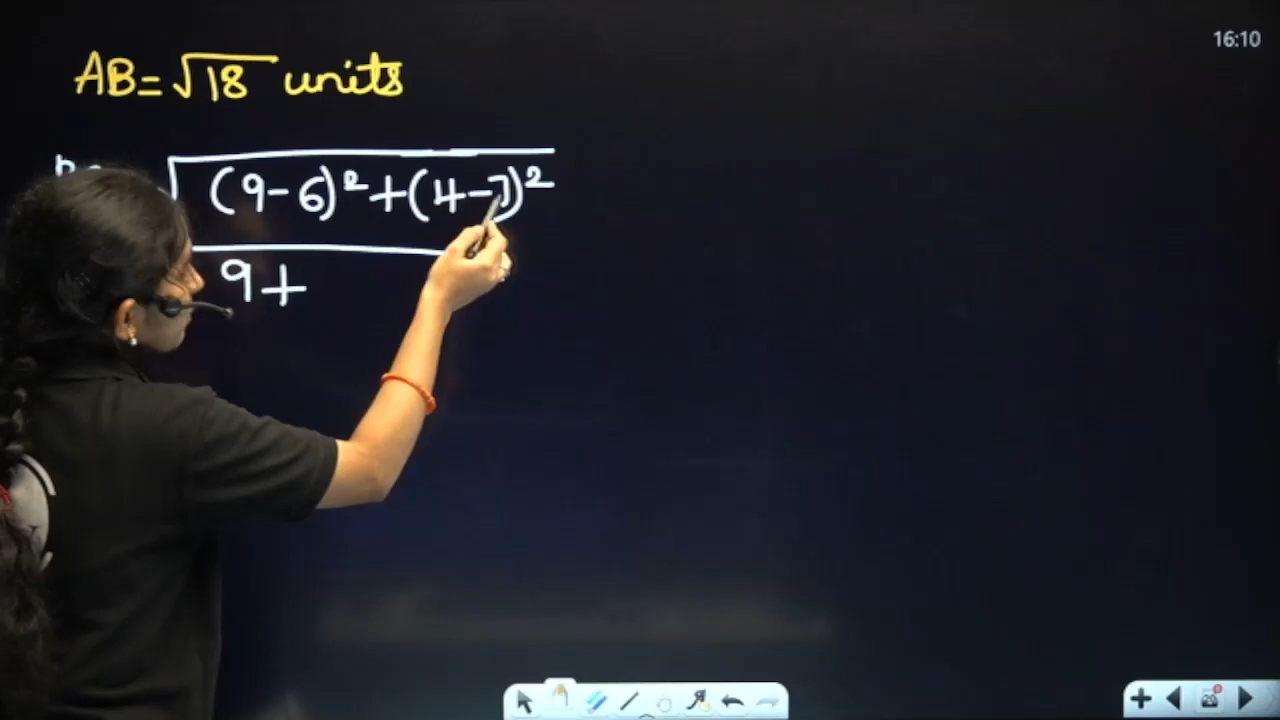 16:10
AB = √18 units
√(9-6)² + (4-7)²
9+